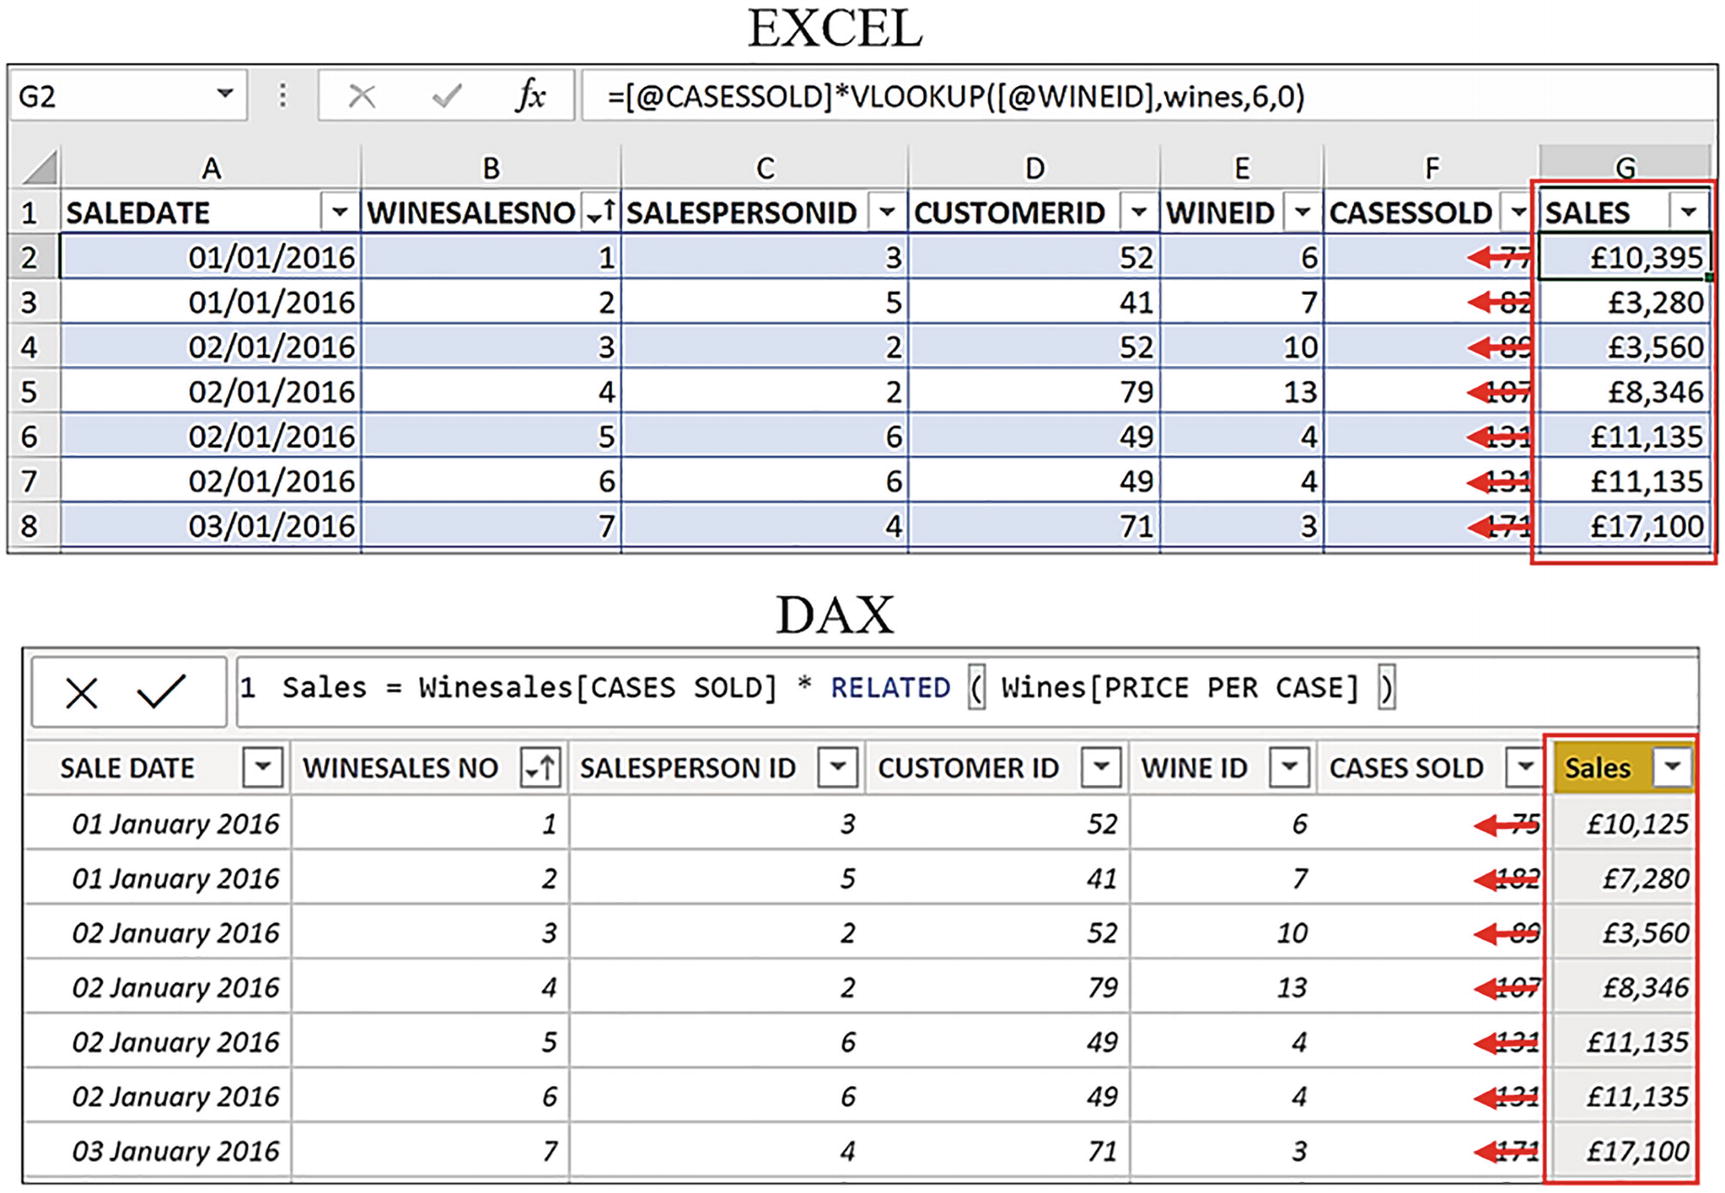 EXCEL
G2 fx =[@CASESSOLD]*VLOOKUP([@WINEID],wines,6,0)
A B C D E F G
1 SALEDATE WINESALESNO SALESPERSONID CUSTOMERID WINEID CASESSOLD SALES
2 01/01/2016 1 3 52 6 77 £10,395
3 01/01/2016 2 5 41 7 82 £3,280
4 02/01/2016 3 2 52 10 89 £3,560
5 02/01/2016 4 2 79 13 107 £8,346
6 02/01/2016 5 6 49 4 131 £11,135
7 02/01/2016 6 6 49 4 131 £11,135
8 03/01/2016 7 4 71 3 171 £17,100
DAX
1 Sales = Winesales[CASES SOLD] * RELATED ( Wines[PRICE PER CASE] )
SALE DATE WINESALES NO SALESPERSON ID CUSTOMER ID WINE ID CASES SOLD Sales
01 January 2016 1 3 52 6 75 £10,125
01 January 2016 2 5 41 7 182 £7,280
02 January 2016 3 2 52 10 89 £3,560
02 January 2016 4 2 79 13 107 £8,346
02 January 2016 5 6 49 4 131 £11,135
02 January 2016 6 6 49 4 131 £11,135
03 January 2016 7 4 71 3 171 £17,100